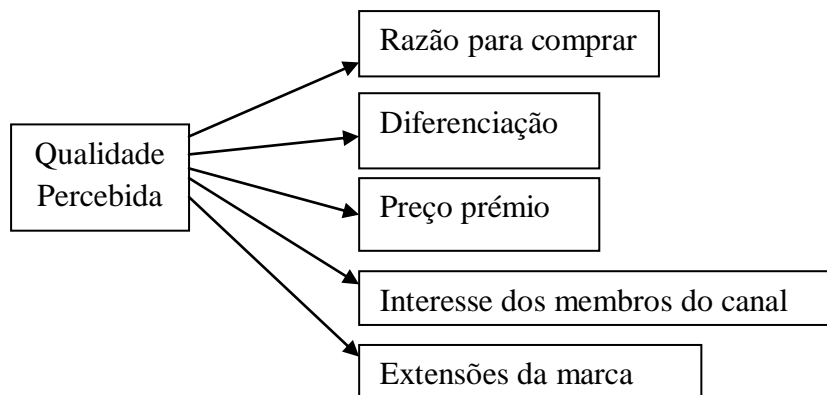 Razão para comprar
Diferenciação
Qualidade
Percebida
Preço prémio
Interesse dos membros do canal
Extensões da marca